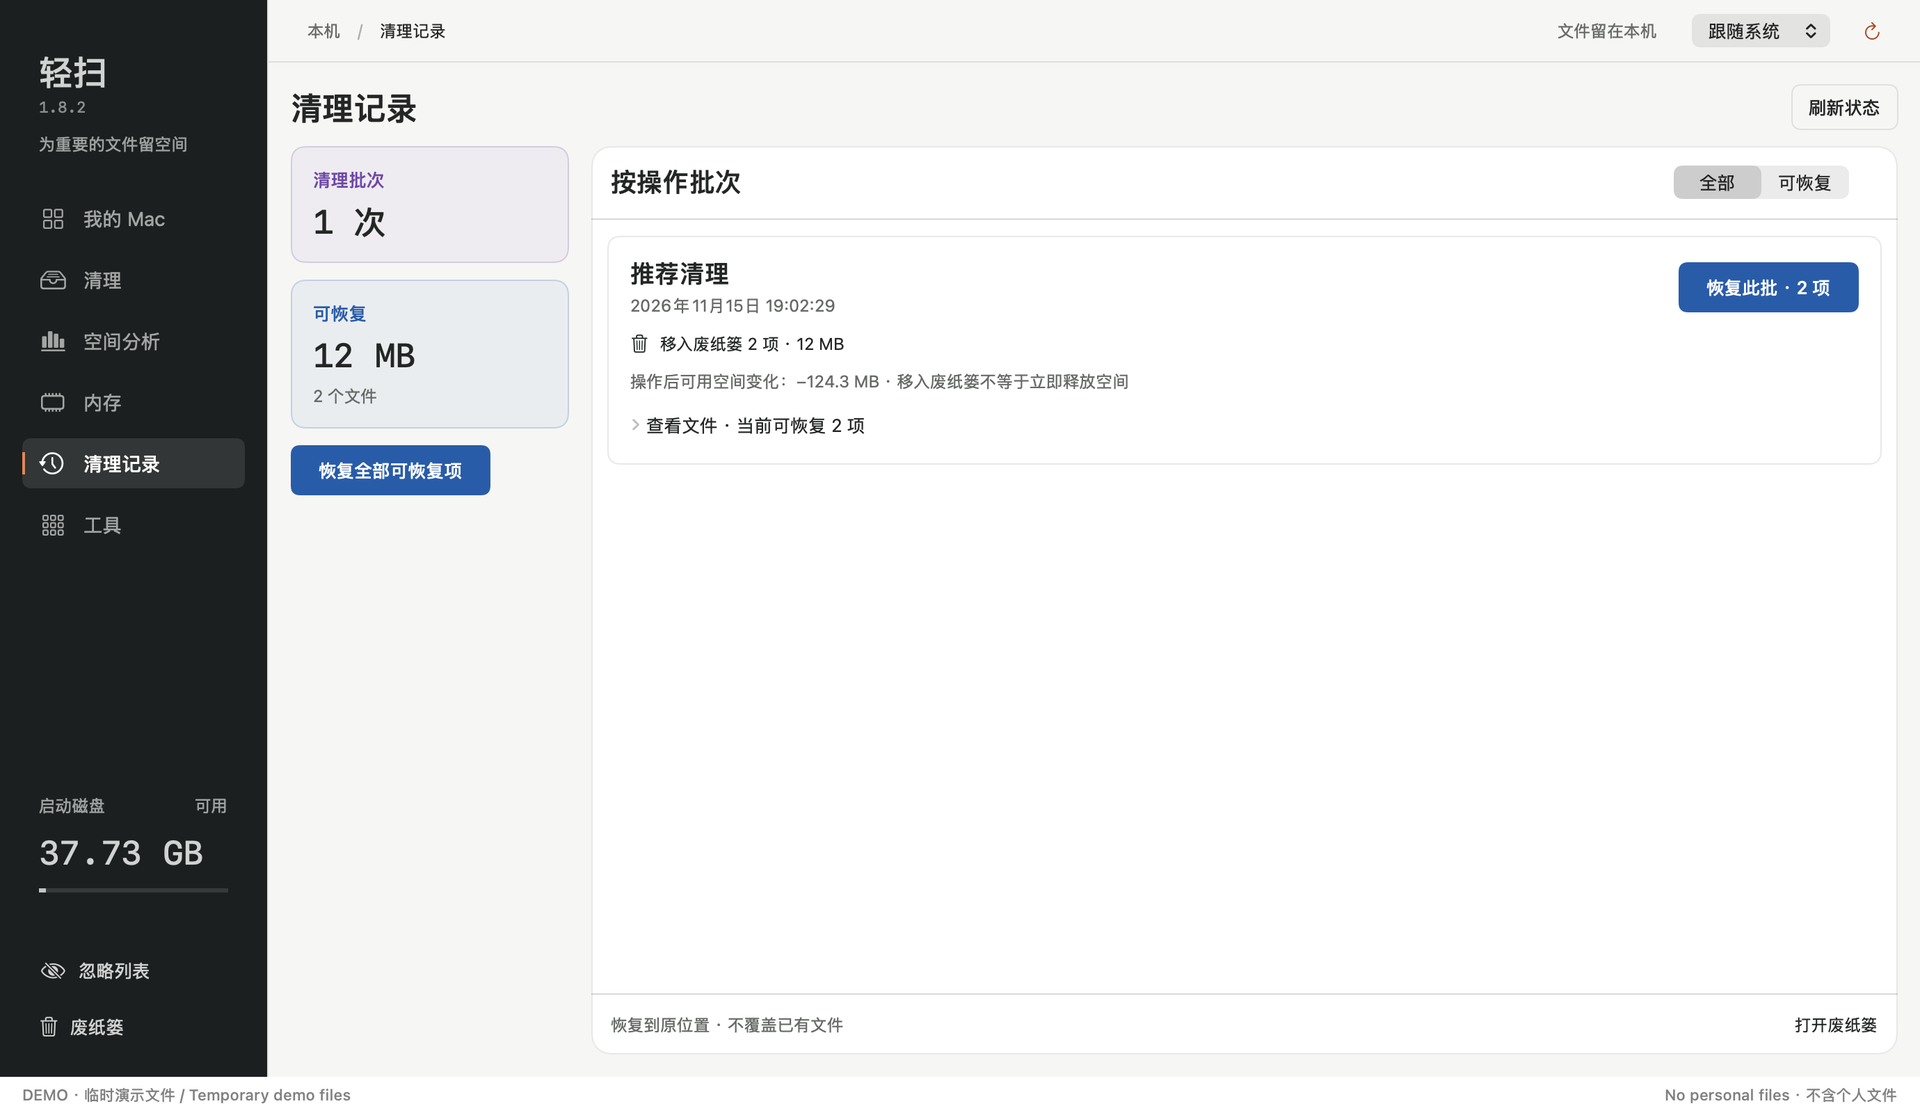 轻扫
1.8.2
为重要的文件留空间
我的 Mac
清理
空间分析
内存
清理记录
工具
启动磁盘 可用
37.73 GB
忽略列表
废纸篓
本机 / 清理记录
文件留在本机 跟随系统
清理记录
刷新状态
清理批次
1 次
可恢复
12 MB
2 个文件
恢复全部可恢复项
按操作批次
全部 可恢复
推荐清理
2026年11月15日 19:02:29
恢复此批 · 2 项
移入废纸篓 2 项 · 12 MB
操作后可用空间变化：−124.3 MB · 移入废纸篓不等于立即释放空间
查看文件 · 当前可恢复 2 项
恢复到原位置 · 不覆盖已有文件
打开废纸篓
DEMO · 临时演示文件 / Temporary demo files
No personal files · 不含个人文件